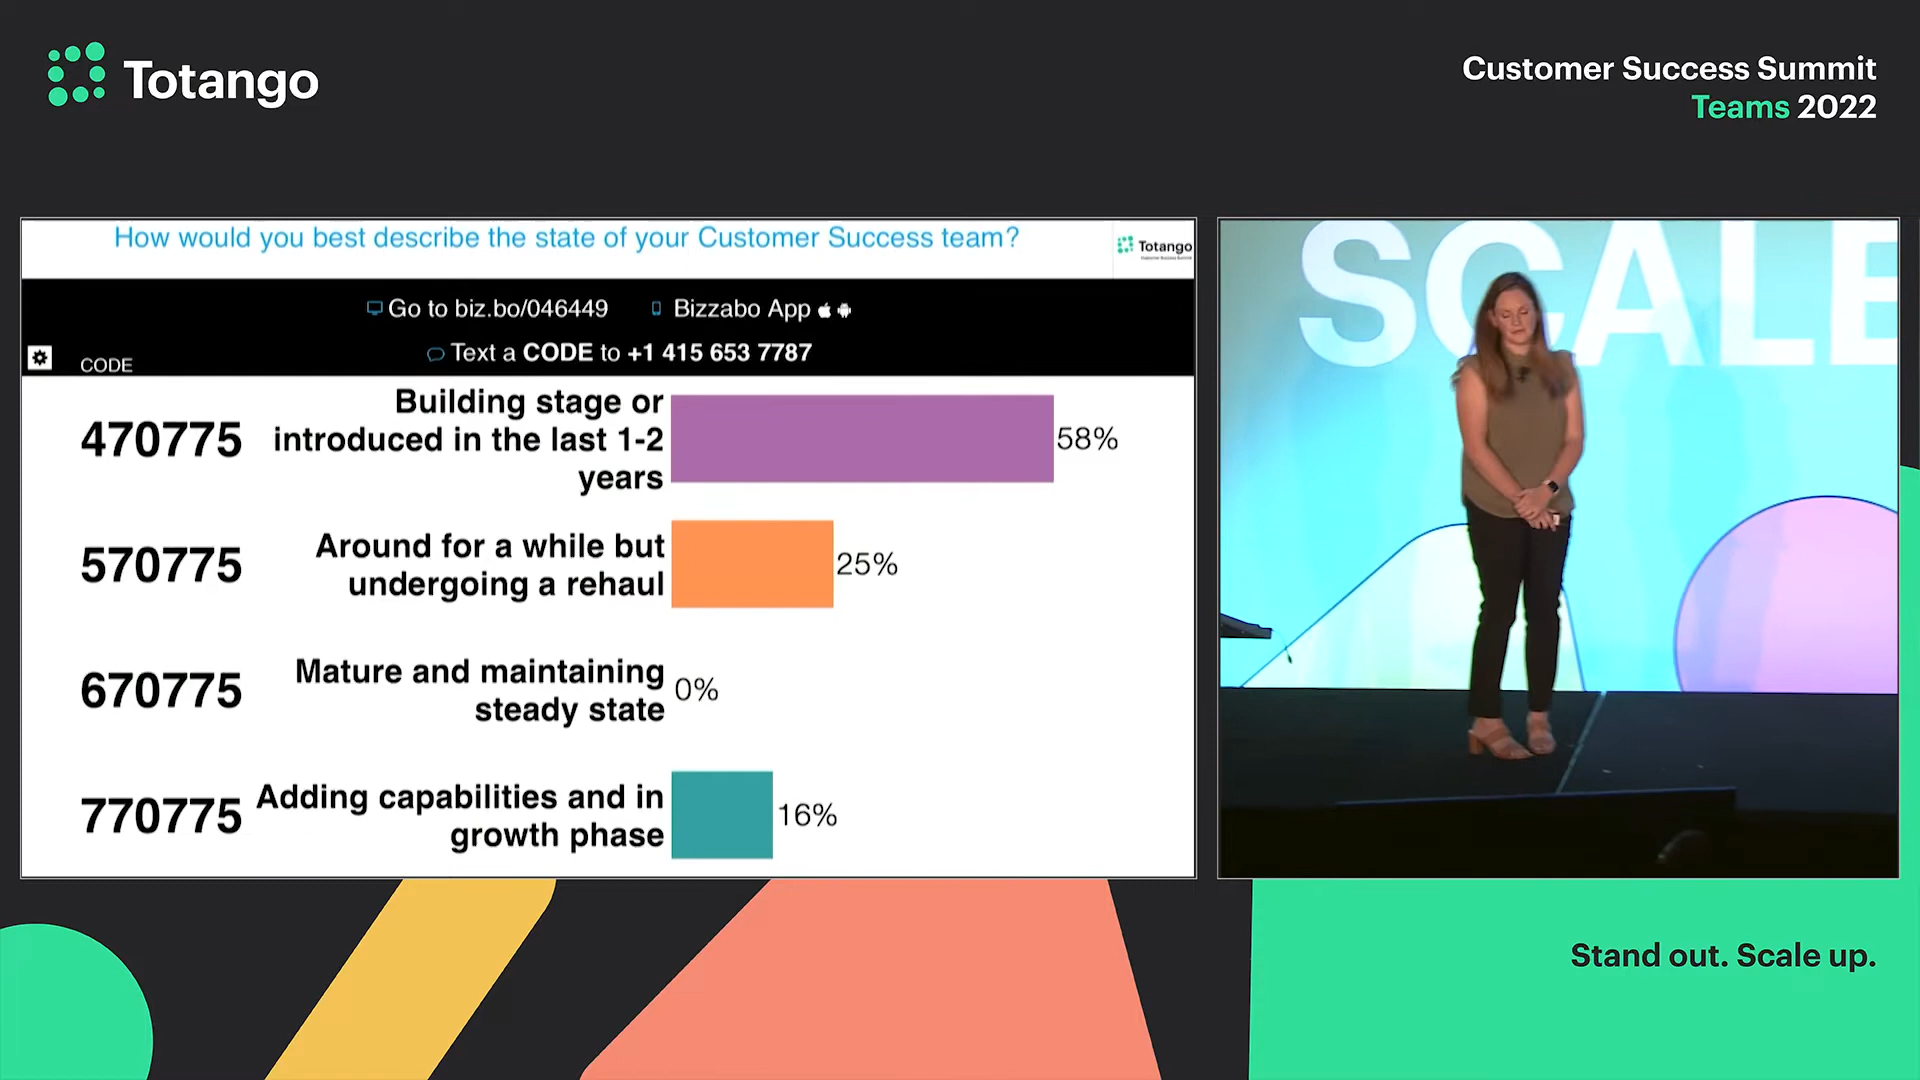 Totango
Customer Success Summit
Teams 2022
How would you best describe the state of your Customer Success team?
Totango
Go to biz.bo/046449
Bizzabo App
Text a CODE to +1 415 653 7787
CODE
470775
Building stage or
introduced in the last 1-2
years
58%
570775
Around for a while but
undergoing a rehaul
25%
670775
Mature and maintaining
steady state
0%
770775
Adding capabilities and in
growth phase
16%
SCALE
Stand out. Scale up.